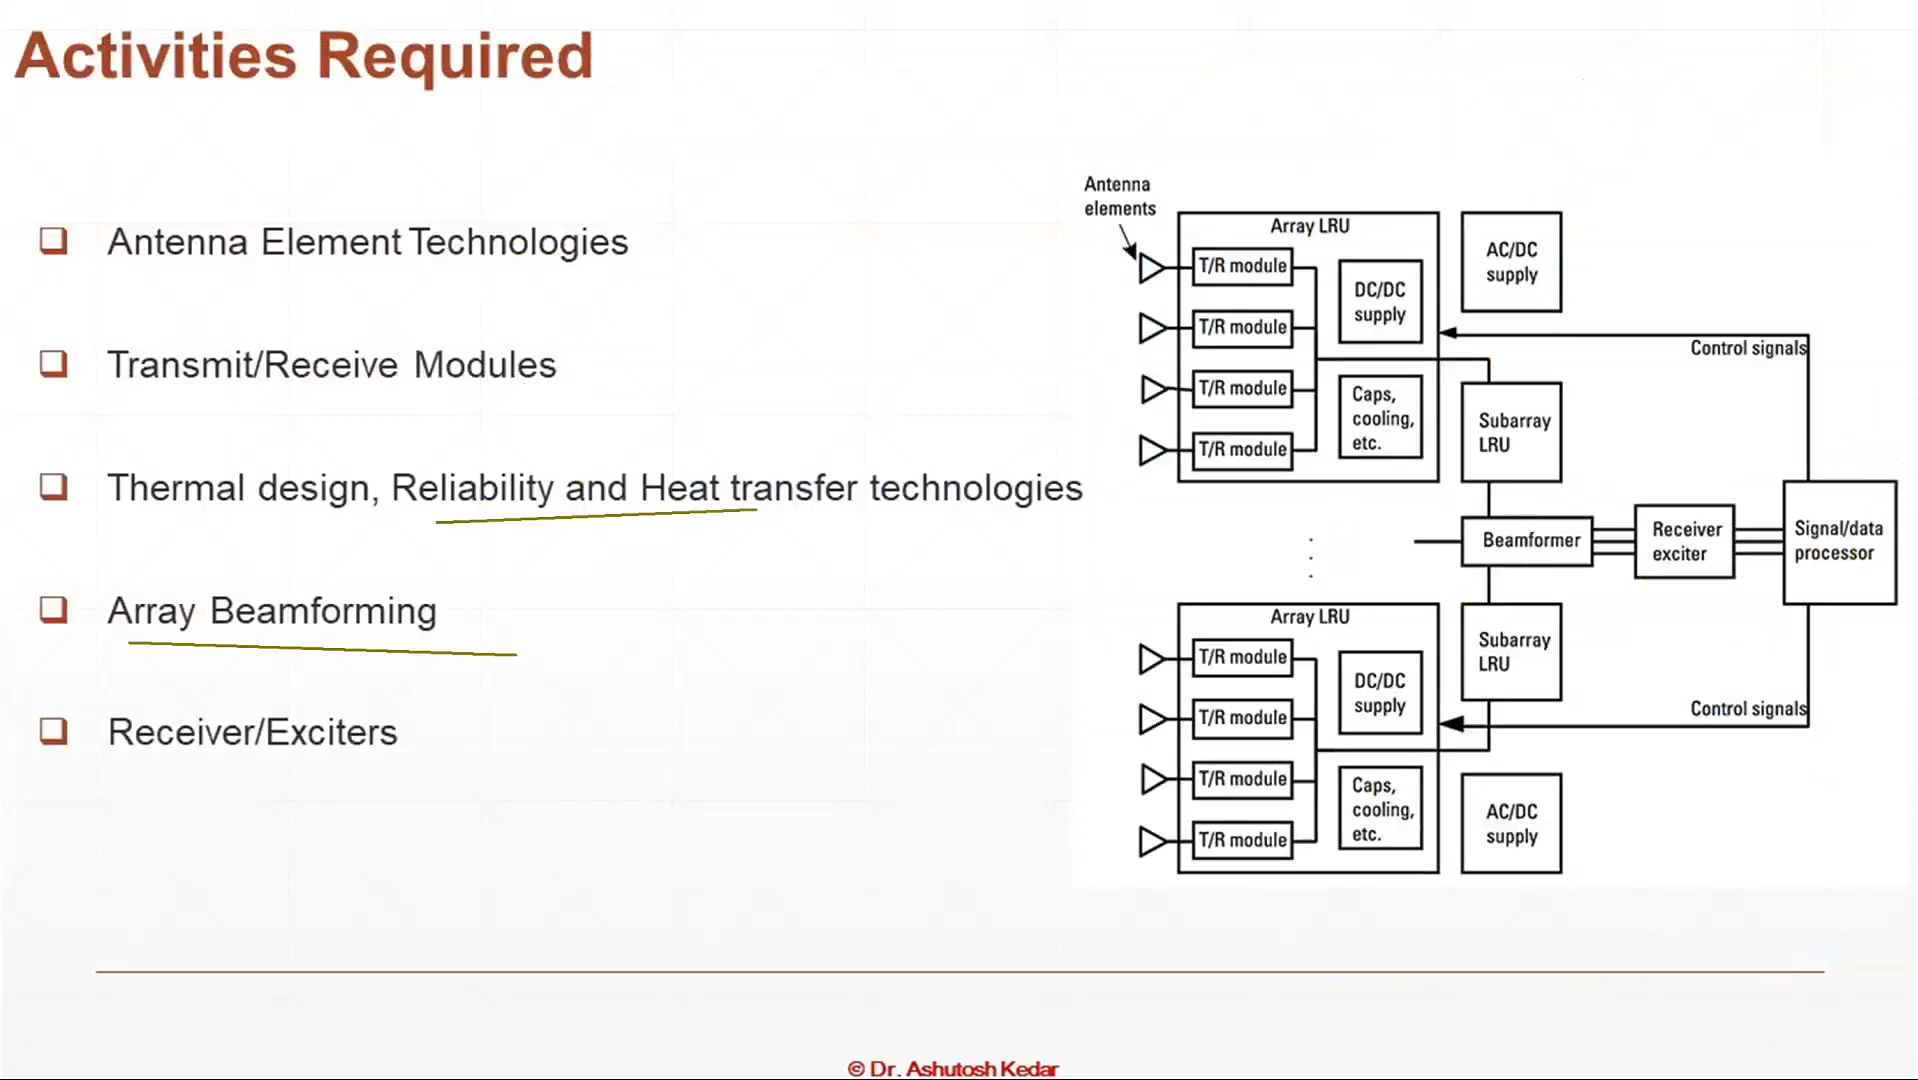 Activities Required
Antenna Element Technologies
Transmit/Receive Modules
Thermal design, Reliability and Heat transfer technologies
Array Beamforming
Receiver/Exciters
Antenna
elements
Array LRU
T/R module
T/R module
T/R module
T/R module
DC/DC
supply
Caps,
cooling,
etc.
AC/DC
supply
Control signals
Subarray
LRU
Beamformer
Receiver
exciter
Signal/data
processor
Array LRU
T/R module
T/R module
T/R module
T/R module
DC/DC
supply
Caps,
cooling,
etc.
Subarray
LRU
Control signals
AC/DC
supply
© Dr. Ashutosh Kedar